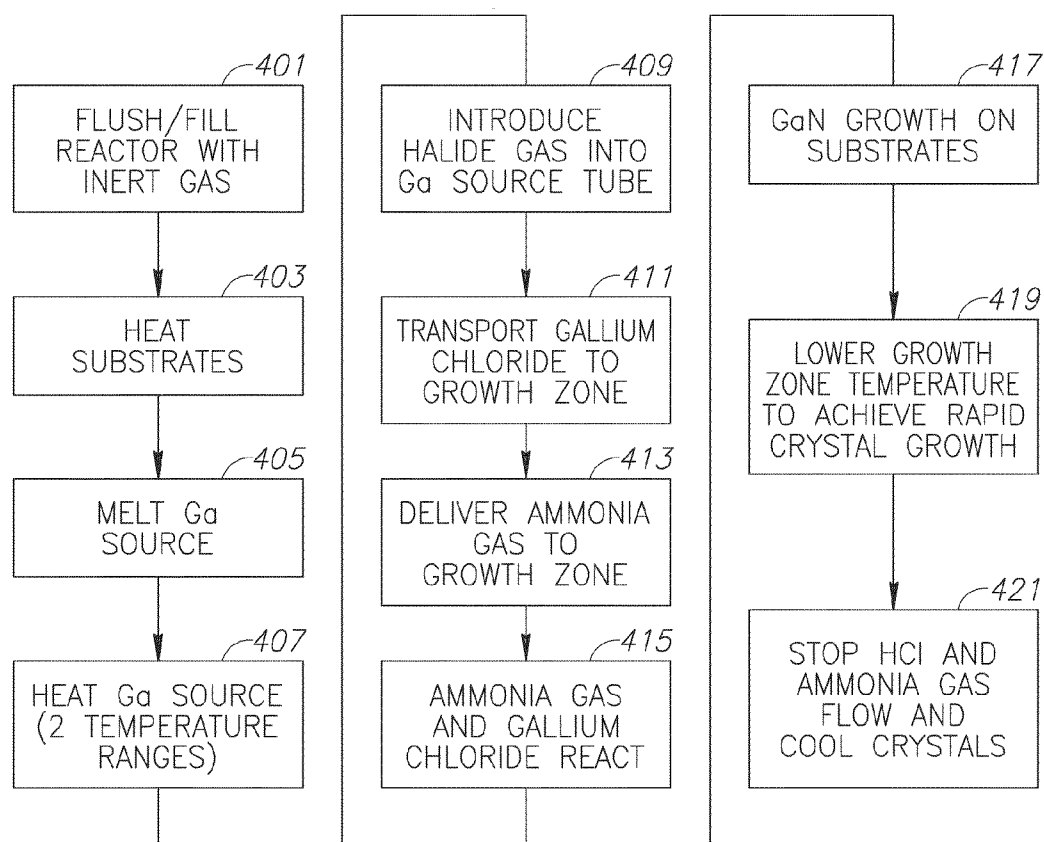 401
FLUSH/FILL
REACTOR WITH
INERT GAS
403
HEAT
SUBSTRATES
405
MELT Ga
SOURCE
407
HEAT Ga SOURCE
(2 TEMPERATURE
RANGES)
409
INTRODUCE
HALIDE GAS INTO
Ga SOURCE TUBE
411
TRANSPORT GALLIUM
CHLORIDE TO
GROWTH ZONE
413
DELIVER AMMONIA
GAS TO
GROWTH ZONE
415
AMMONIA GAS
AND GALLIUM
CHLORIDE REACT
417
GaN GROWTH ON
SUBSTRATES
419
LOWER GROWTH
ZONE TEMPERATURE
TO ACHIEVE RAPID
CRYSTAL GROWTH
421
STOP HCl AND
AMMONIA GAS
FLOW AND
COOL CRYSTALS